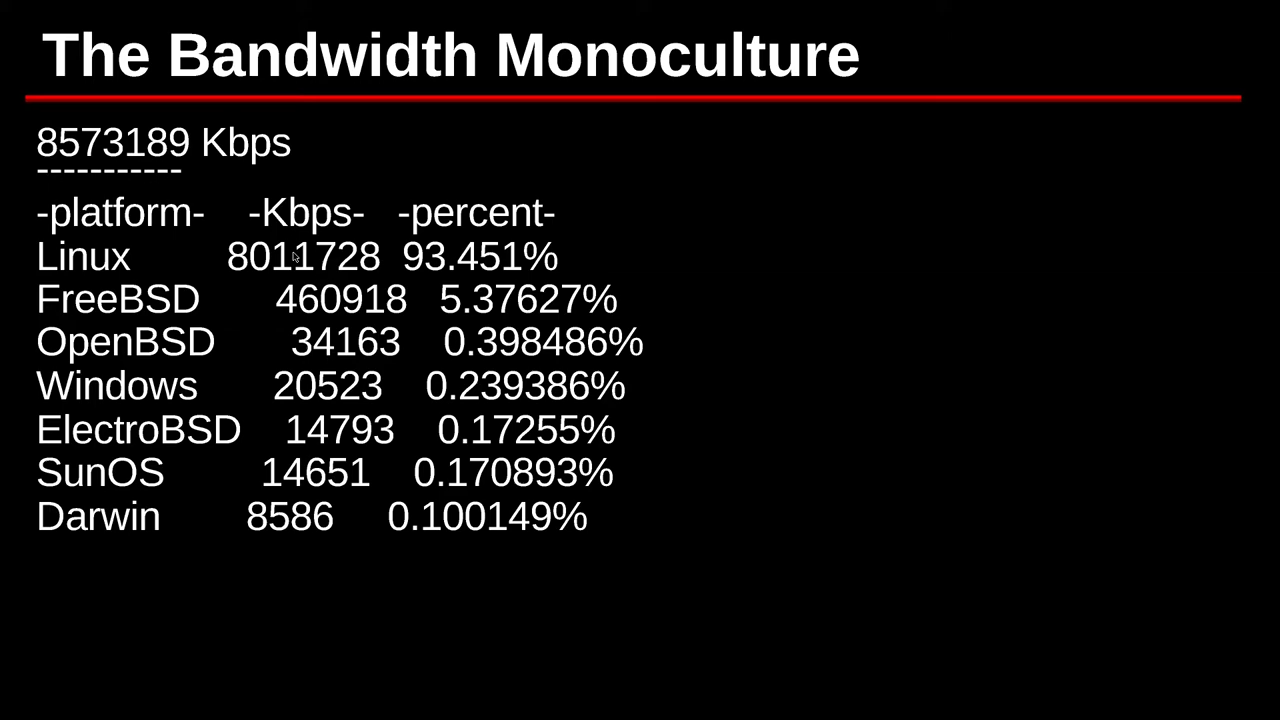 The Bandwidth Monoculture
8573189 Kbps
-----------
-platform- -Kbps- -percent-
Linux 8011728 93.451%
FreeBSD 460918 5.37627%
OpenBSD 34163 0.398486%
Windows 20523 0.239386%
ElectroBSD 14793 0.17255%
SunOS 14651 0.170893%
Darwin 8586 0.100149%